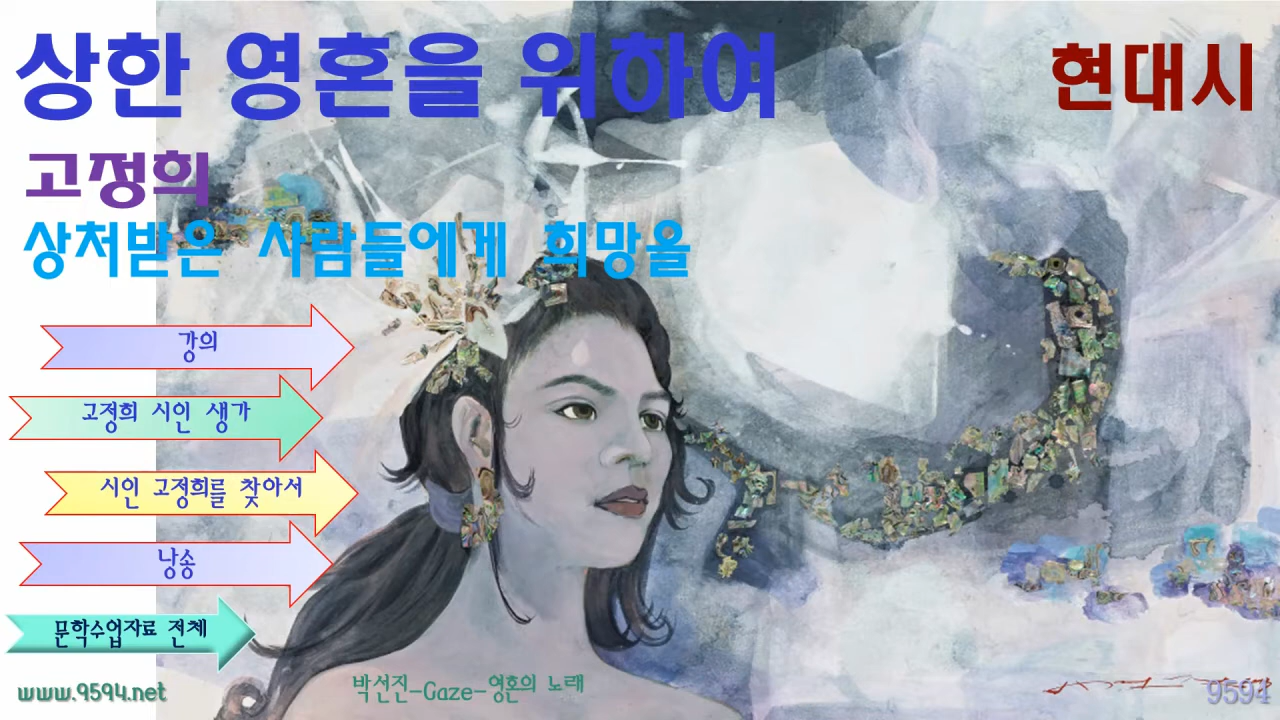 상한 영혼을 위하여
현대시
고정희
상처받은 사람들에게 희망을
강의
고정희 시인 생가
시인 고정희를 찾아서
낭송
문학수업자료 전체
www.9594.net
박선진-Gaze-영혼의 노래
9594